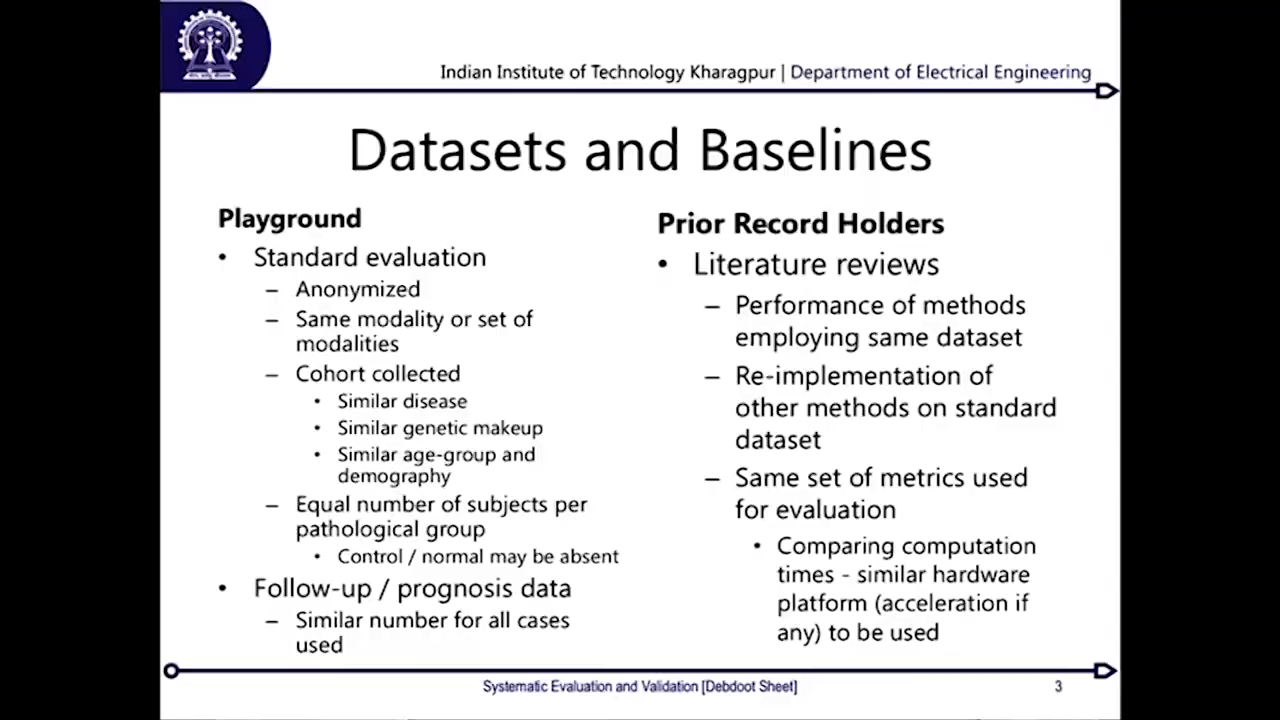 Indian Institute of Technology Kharagpur | Department of Electrical Engineering
Datasets and Baselines
Playground
• Standard evaluation
– Anonymized
– Same modality or set of
modalities
– Cohort collected
• Similar disease
• Similar genetic makeup
• Similar age-group and
demography
– Equal number of subjects per
pathological group
• Control / normal may be absent
• Follow-up / prognosis data
– Similar number for all cases
used
Prior Record Holders
• Literature reviews
– Performance of methods
employing same dataset
– Re-implementation of
other methods on standard
dataset
– Same set of metrics used
for evaluation
• Comparing computation
times - similar hardware
platform (acceleration if
any) to be used
Systematic Evaluation and Validation [Debdoot Sheet]
3